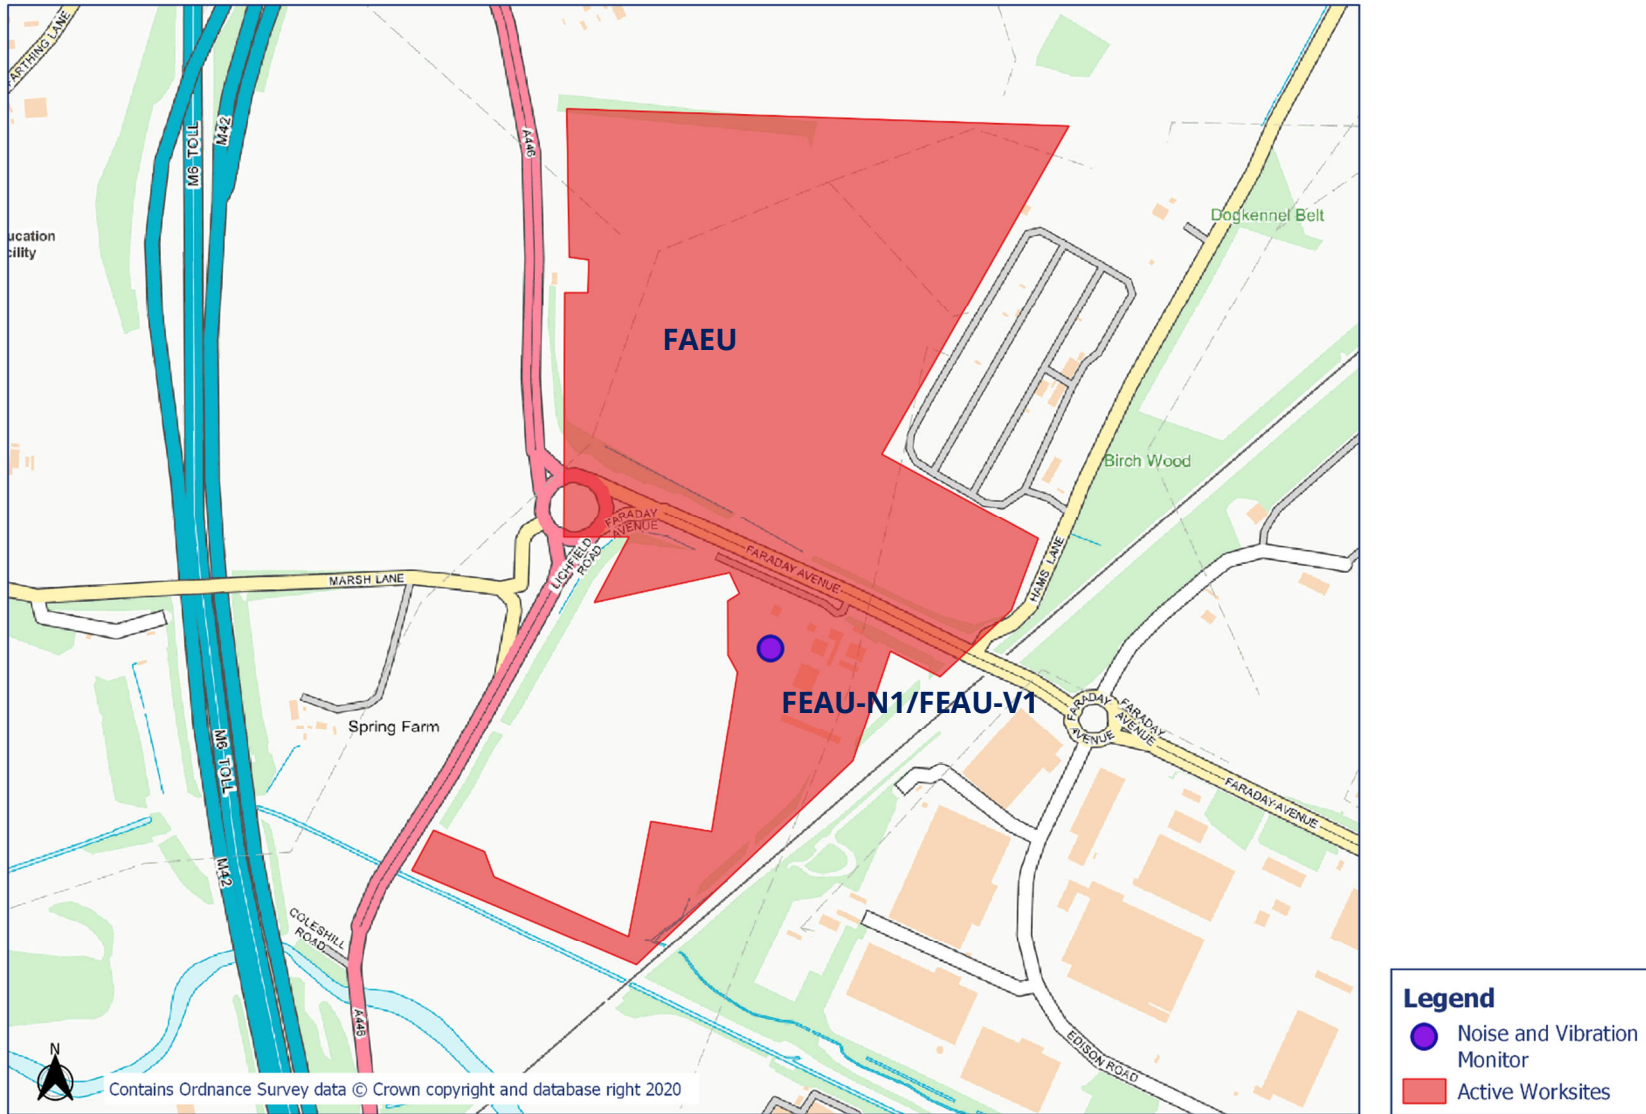 ARTHING LANE
M6 TOLL
M42
A446
Dogkennel Belt
ucation
cility
FAEU
Birch Wood
FARADAY
AVENUE
FARADAY AVENUE
LICHFIELD
ROAD
MARSH LANE
HAMS LANE
FEAU-N1/FEAU-V1
Spring Farm
FARADAY
AVENUE
FARADAY
AVENUE
M6 TOLL
FARADAY AVENUE
M42
COLESHILL
ROAD
A446
EDISON ROAD
N
Contains Ordnance Survey data © Crown copyright and database right 2020
Legend
Noise and Vibration
Monitor
Active Worksites